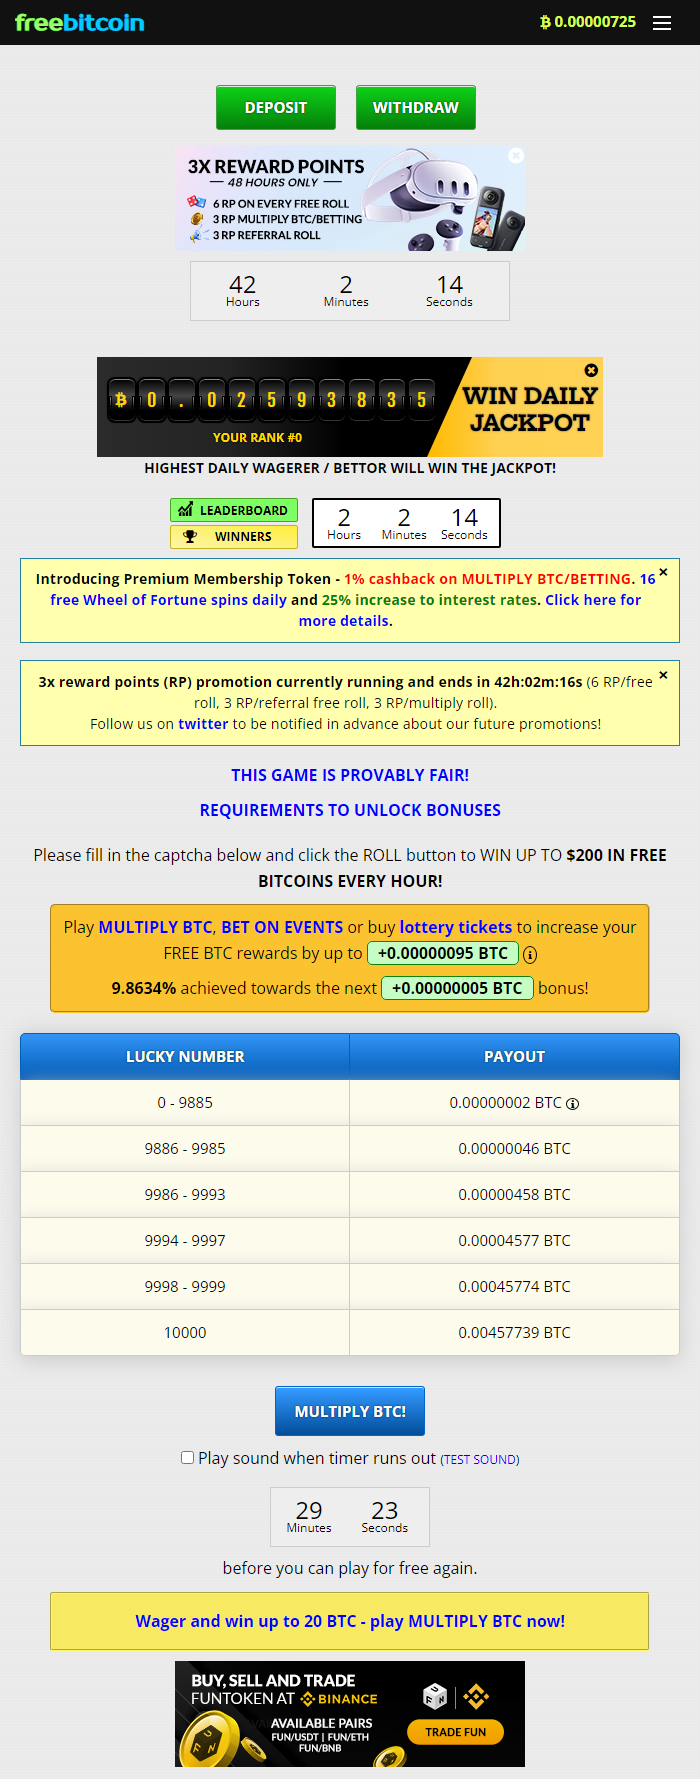 freebitcoin
₿ 0.00000725
DEPOSIT
WITHDRAW
3X REWARD POINTS
48 HOURS ONLY
6 RP ON EVERY FREE ROLL
3 RP MULTIPLY BTC/BETTING
3 RP REFERRAL ROLL
42 2 14
Hours Minutes Seconds
₿ 0 . 0 2 5 9 3 8 3 5
YOUR RANK #0
WIN DAILY
JACKPOT
HIGHEST DAILY WAGERER / BETTOR WILL WIN THE JACKPOT!
LEADERBOARD
WINNERS
2 2 14
Hours Minutes Seconds
Introducing Premium Membership Token - 1% cashback on MULTIPLY BTC/BETTING. 16
free Wheel of Fortune spins daily and 25% increase to interest rates. Click here for
more details.
3x reward points (RP) promotion currently running and ends in 42h:02m:16s (6 RP/free
roll, 3 RP/referral free roll, 3 RP/multiply roll).
Follow us on twitter to be notified in advance about our future promotions!
THIS GAME IS PROVABLY FAIR!
REQUIREMENTS TO UNLOCK BONUSES
Please fill in the captcha below and click the ROLL button to WIN UP TO $200 IN FREE
BITCOINS EVERY HOUR!
Play MULTIPLY BTC, BET ON EVENTS or buy lottery tickets to increase your
FREE BTC rewards by up to +0.00000095 BTC
9.8634% achieved towards the next +0.00000005 BTC bonus!
LUCKY NUMBER PAYOUT
0 - 9885 0.00000002 BTC
9886 - 9985 0.00000046 BTC
9986 - 9993 0.00000458 BTC
9994 - 9997 0.00004577 BTC
9998 - 9999 0.00045774 BTC
10000 0.00457739 BTC
MULTIPLY BTC!
Play sound when timer runs out (TEST SOUND)
29 23
Minutes Seconds
before you can play for free again.
Wager and win up to 20 BTC - play MULTIPLY BTC now!
BUY, SELL AND TRADE
FUNTOKEN AT BINANCE
AVAILABLE PAIRS
FUN/USDT | FUN/ETH
FUN/BNB
TRADE FUN